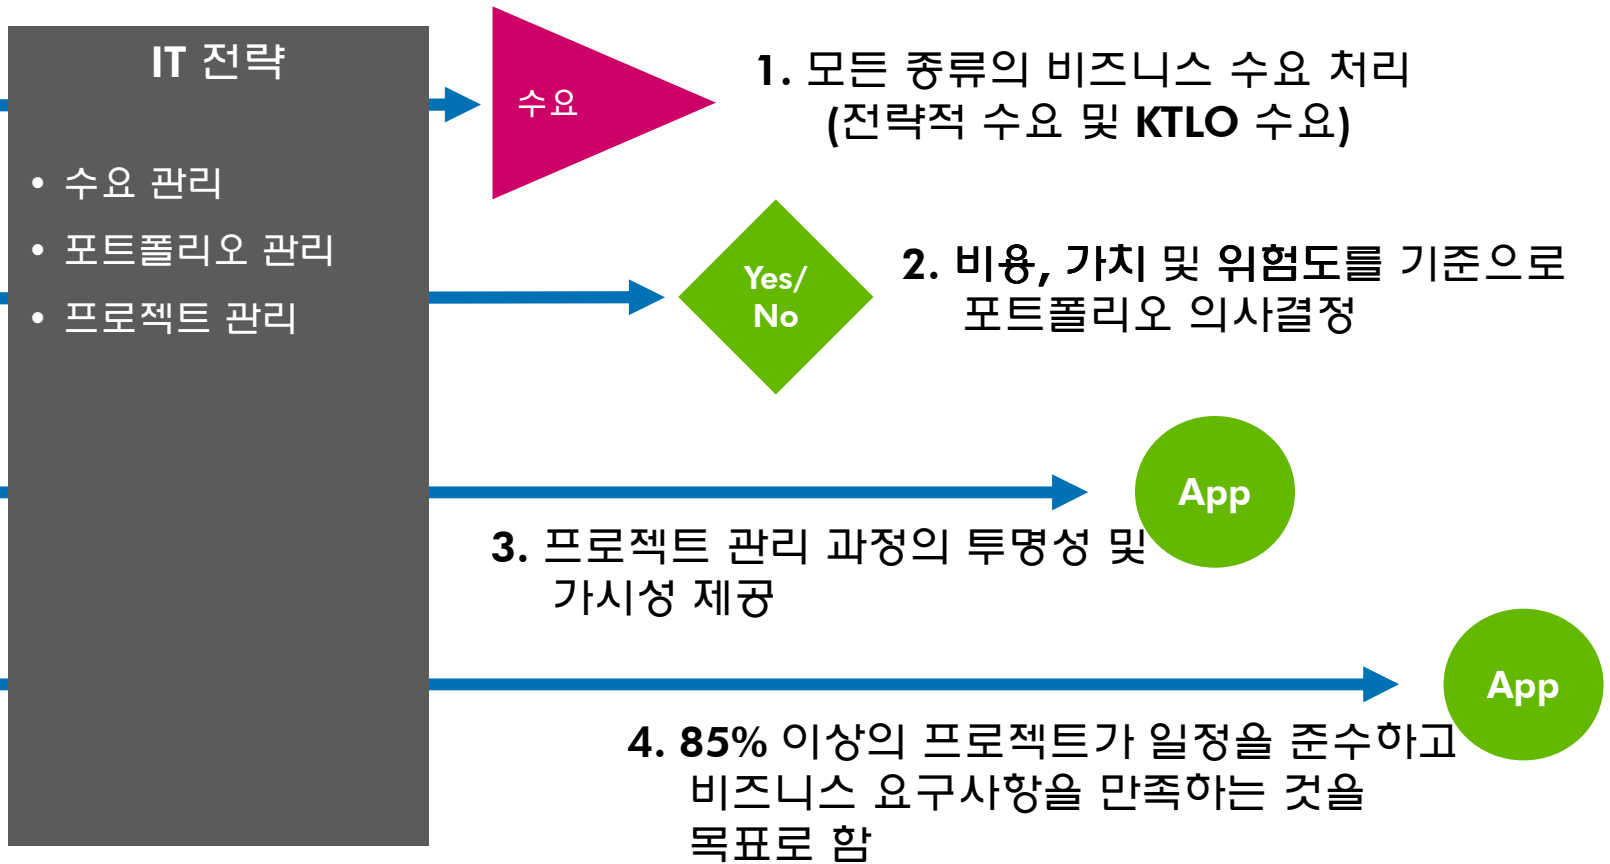 IT 전략
• 수요 관리
• 포트폴리오 관리
• 프로젝트 관리
수요
1. 모든 종류의 비즈니스 수요 처리
(전략적 수요 및 KTLO 수요)
Yes/
No
2. 비용, 가치 및 위험도를 기준으로
포트폴리오 의사결정
App
3. 프로젝트 관리 과정의 투명성 및
가시성 제공
App
4. 85% 이상의 프로젝트가 일정을 준수하고
비즈니스 요구사항을 만족하는 것을
목표로 함